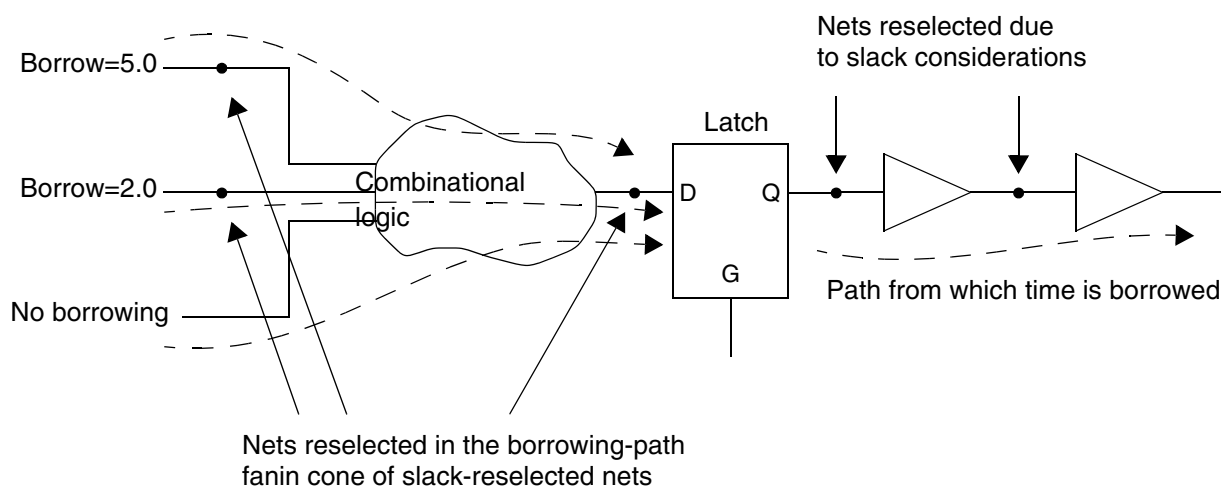 Nets reselected due
to slack considerations
Borrow=5.0
Latch
Borrow=2.0
Combinational
logic
D
Q
G
No borrowing
Path from which time is borrowed
Nets reselected in the borrowing-path
fanin cone of slack-reselected nets